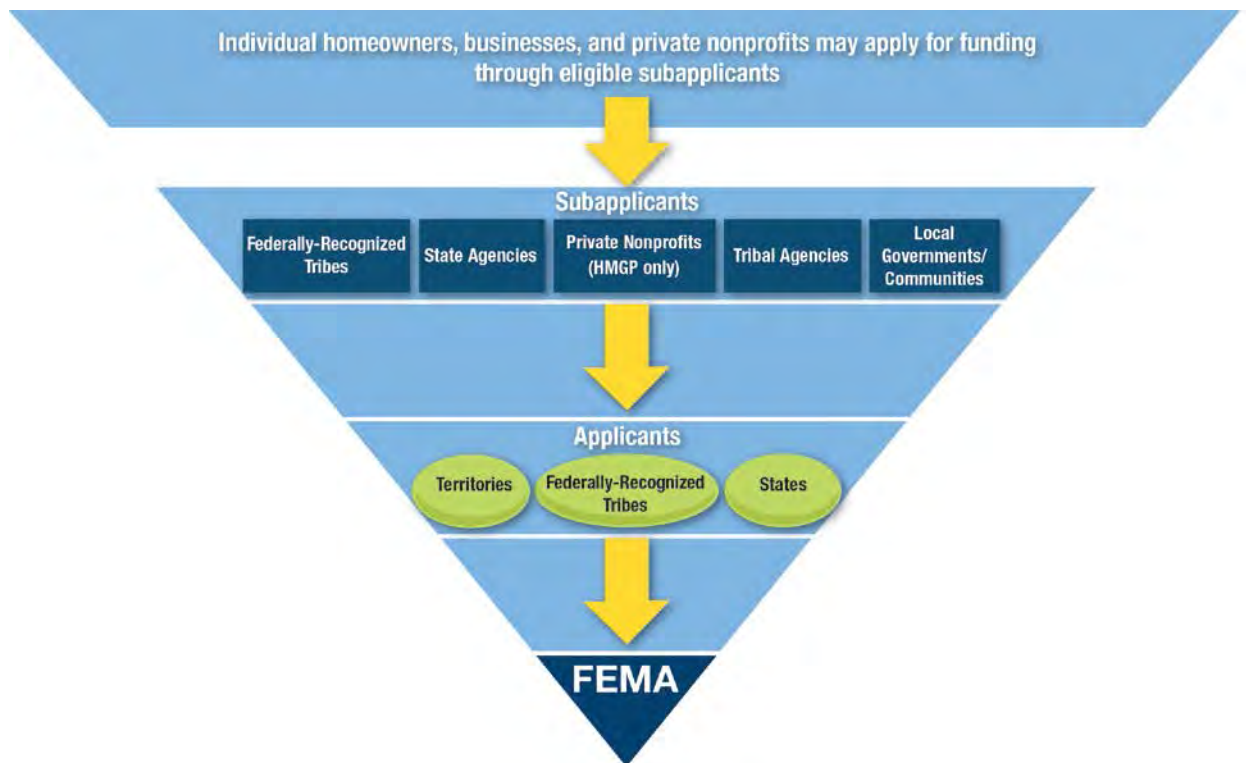 Individual homeowners, businesses, and private nonprofits may apply for funding
through eligible subapplicants
Subapplicants
Federally-Recognized
Tribes
State Agencies
Private Nonprofits
(HMGP only)
Tribal Agencies
Local
Governments/
Communities
Applicants
Territories
Federally-Recognized
Tribes
States
FEMA